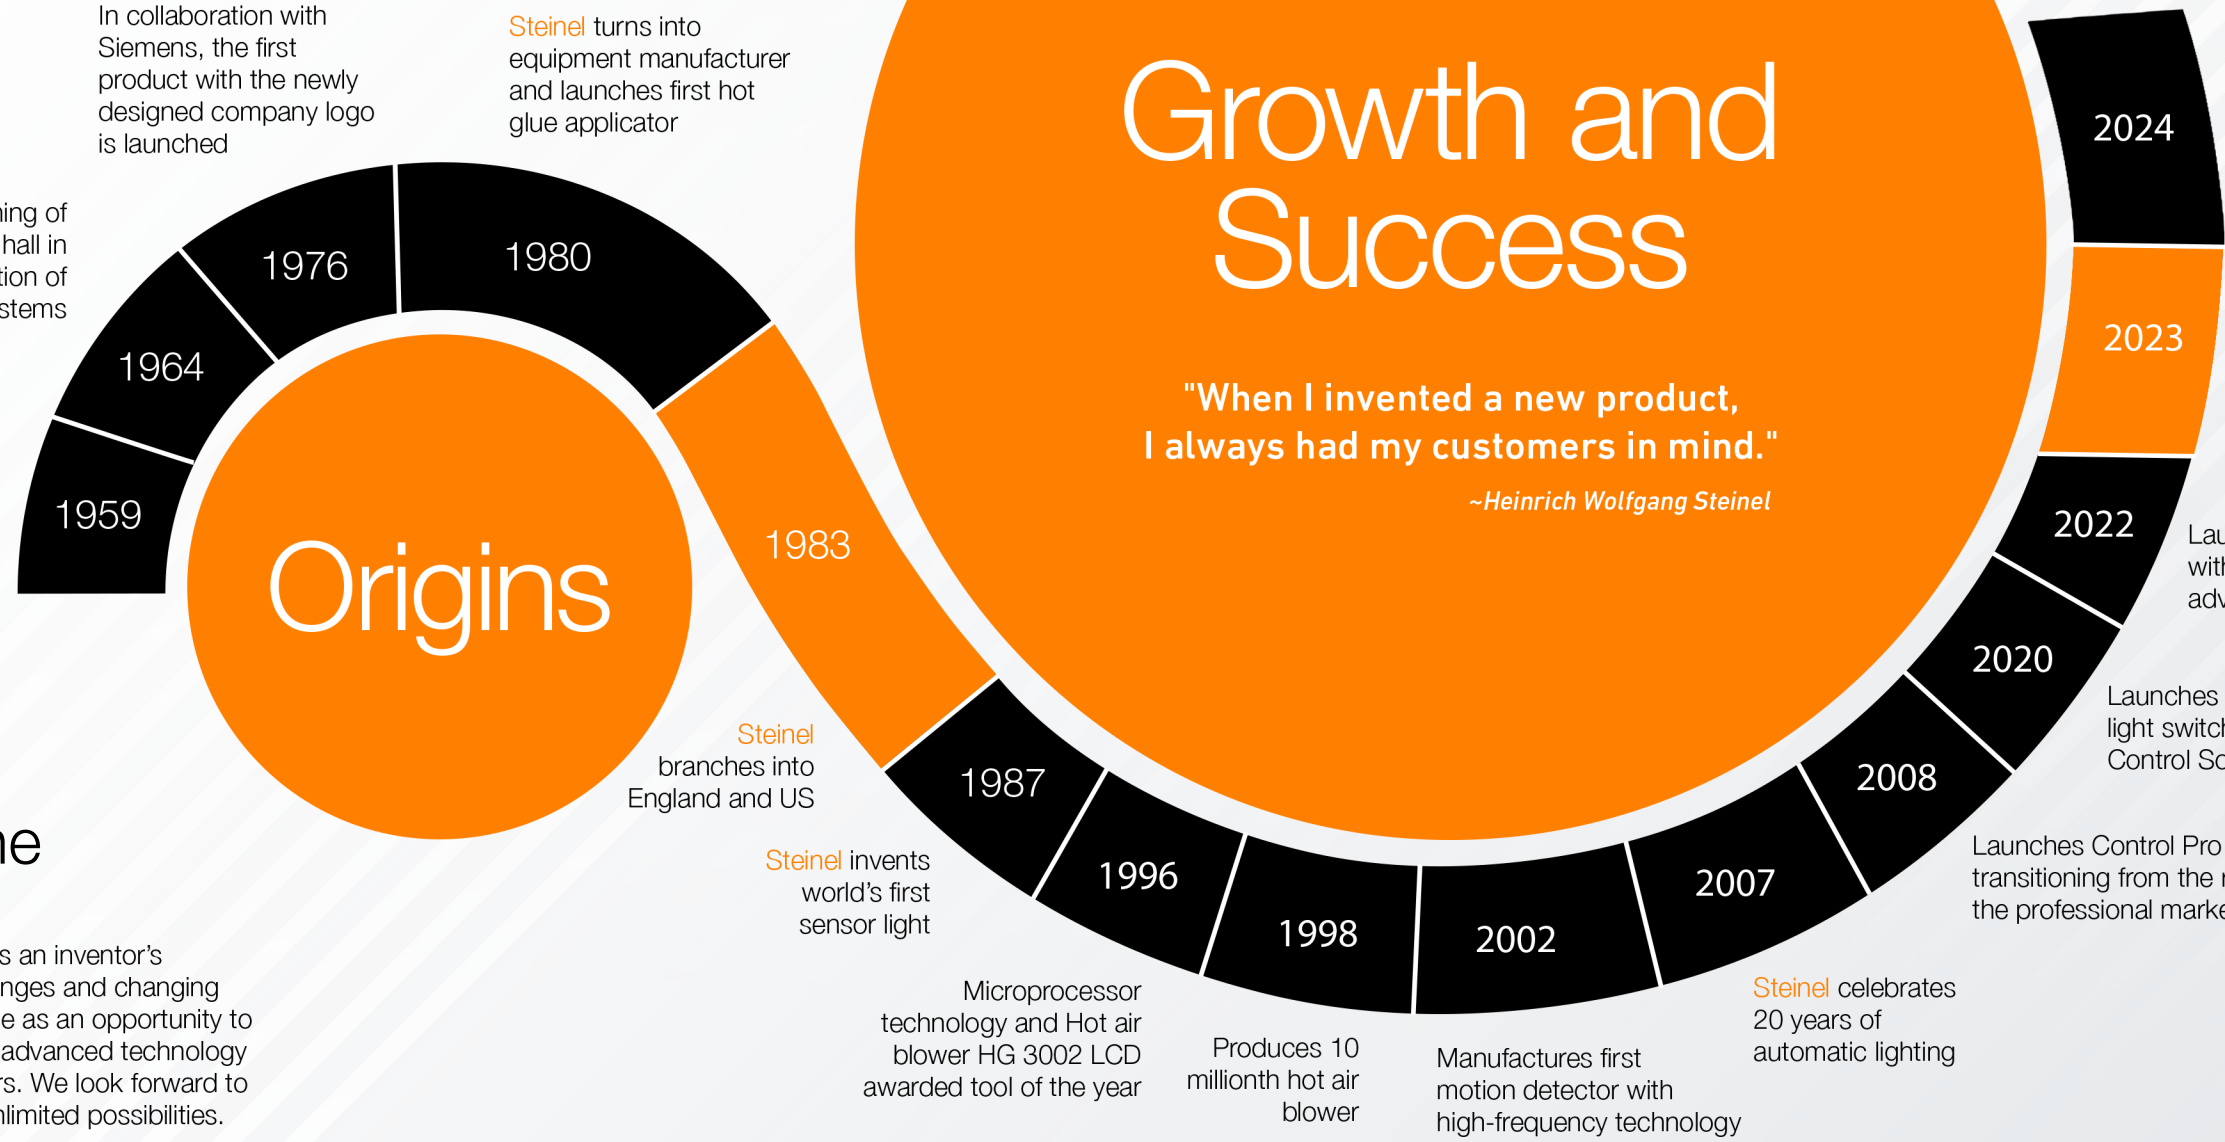 In collaboration with
Siemens, the first
product with the newly
designed company logo
is launched
Steinel turns into
equipment manufacturer
and launches first hot
glue applicator
of
hall in
of
1959
1964
1976
1980
1983
Origins
Growth and
Success
"When I invented a new product,
I always had my customers in mind."
~Heinrich Wolfgang Steinel
2024
2023
2022
2020
2008
2007
2002
1998
1996
1987
Steinel
branches into
England and US
Steinel invents
world's first
sensor light
Microprocessor
technology and Hot air
blower HG 3002 LCD
awarded tool of the year
Produces 10
millionth hot air
blower
Manufactures first
motion detector with
high-frequency technology
Steinel celebrates
20 years of
automatic lighting
Launches Control Pro
transitioning from the
the professional
Launches
light
Control
an inventor's
and changing
as an opportunity to
advanced technology
We look forward to
possibilities.